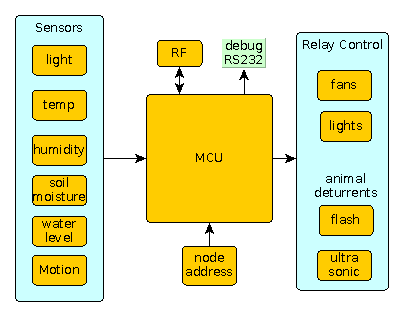 Sensors
light
temp
humidity
soil
moisture
water
level
Motion
RF
debug
RS232
MCU
node
address
Relay Control
fans
lights
animal
deturrents
flash
ultra
sonic